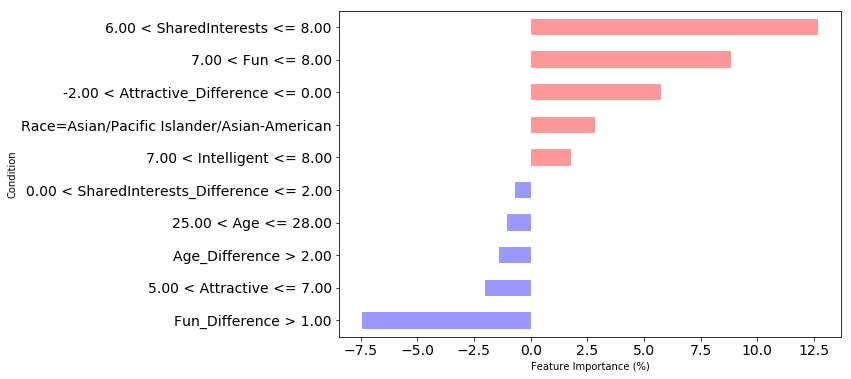 6.00 < SharedInterests <= 8.00
7.00 < Fun <= 8.00
-2.00 < Attractive_Difference <= 0.00
Race=Asian/Pacific Islander/Asian-American
7.00 < Intelligent <= 8.00
0.00 < SharedInterests_Difference <= 2.00
25.00 < Age <= 28.00
Age_Difference > 2.00
5.00 < Attractive <= 7.00
Fun_Difference > 1.00
Condition
−7.5 −5.0 −2.5 0.0 2.5 5.0 7.5 10.0 12.5
Feature Importance (%)